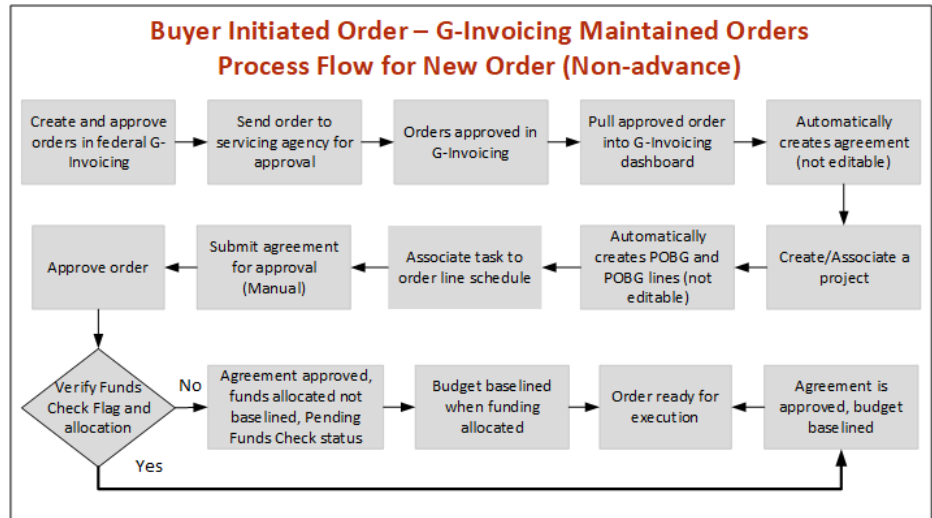 Buyer Initiated Order – G-Invoicing Maintained Orders
Process Flow for New Order (Non-advance)
Create and approve
orders in federal G-
Invoicing
Send order to
servicing agency for
approval
Orders approved in
G-Invoicing
Pull approved order
into G-Invoicing
dashboard
Automatically
creates agreement
(not editable)
Approve order
Submit agreement
for approval
(Manual)
Associate task to
order line schedule
Automatically
creates POBG and
POBG lines (not
editable)
Create/Associate a
project
Verify Funds
Check Flag and
allocation
No
Yes
Agreement approved,
funds allocated not
baselined, Pending
Funds Check status
Budget baselined
when funding
allocated
Order ready for
execution
Agreement is
approved, budget
baselined